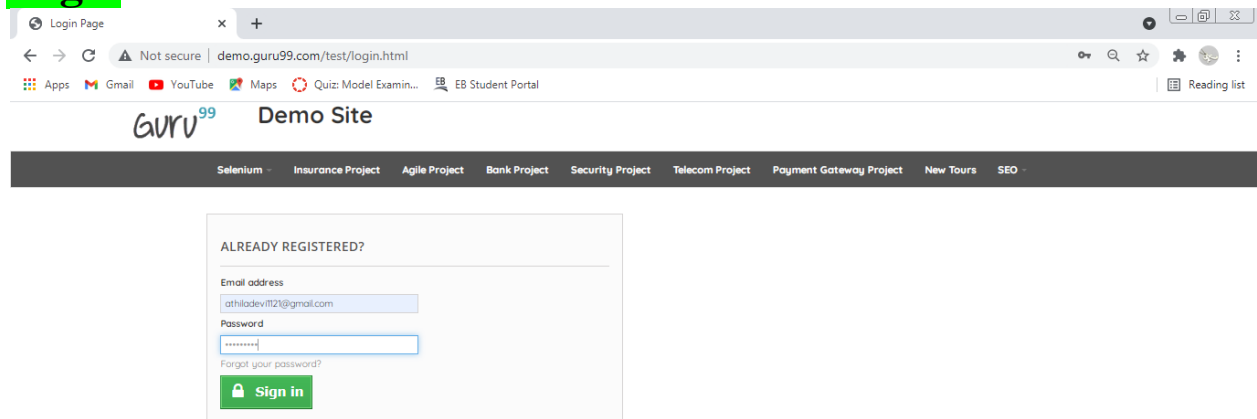 Login Page
Not secure | demo.guru99.com/test/login.html
Apps Gmail YouTube Maps Quiz: Model Examin... EB EB Student Portal Reading list
Guru99 Demo Site
Selenium Insurance Project Agile Project Bank Project Security Project Telecom Project Payment Gateway Project New Tours SEO
ALREADY REGISTERED?
Email address
athiladevi1121@gmail.com
Password
•••••••••
Forgot your password?
Sign in